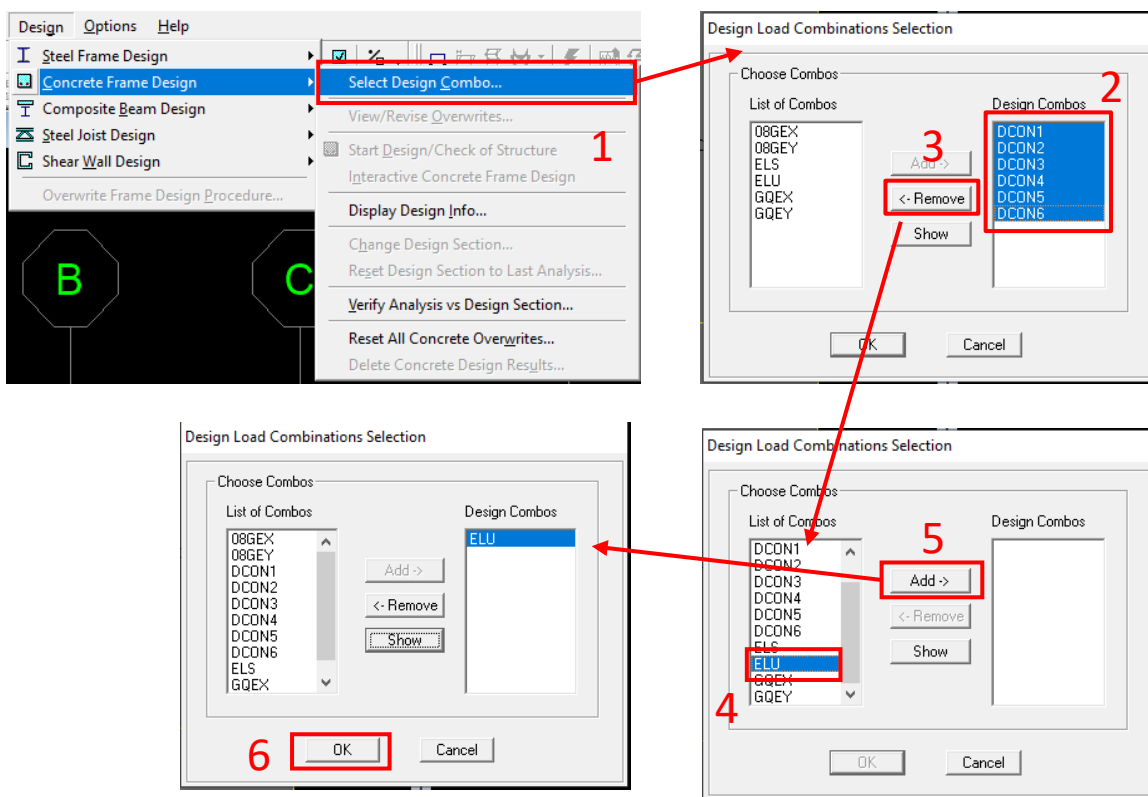 Design Options Help
Steel Frame Design
Concrete Frame Design
Composite Beam Design
Steel Joist Design
Shear Wall Design
Overwrite Frame Design Procedure...
B
C
Select Design Combo...
View/Revise Overwrites...
Start Design/Check of Structure
1
Interactive Concrete Frame Design
Display Design Info...
Change Design Section...
Reset Design Section to Last Analysis...
Verify Analysis vs Design Section...
Reset All Concrete Overwrites...
Delete Concrete Design Results...
Design Load Combinations Selection
Choose Combos
List of Combos
08GEX
08GEY
ELS
ELU
GQEX
GQEY
3
Add ->
<- Remove
Show
Design Combos
2
DCON1
DCON2
DCON3
DCON4
DCON5
DCON6
OK
Cancel
Design Load Combinations Selection
Choose Combos
List of Combos
DCON1
DCON2
DCON3
DCON4
DCON5
DCON6
ELS
ELU
GQEX
GQEY
4
5
Add ->
<- Remove
Show
Design Combos
OK
Cancel
Design Load Combinations Selection
Choose Combos
List of Combos
08GEX
08GEY
DCON1
DCON2
DCON3
DCON4
DCON5
DCON6
ELS
GQEX
Add ->
<- Remove
Show
Design Combos
ELU
6
OK
Cancel